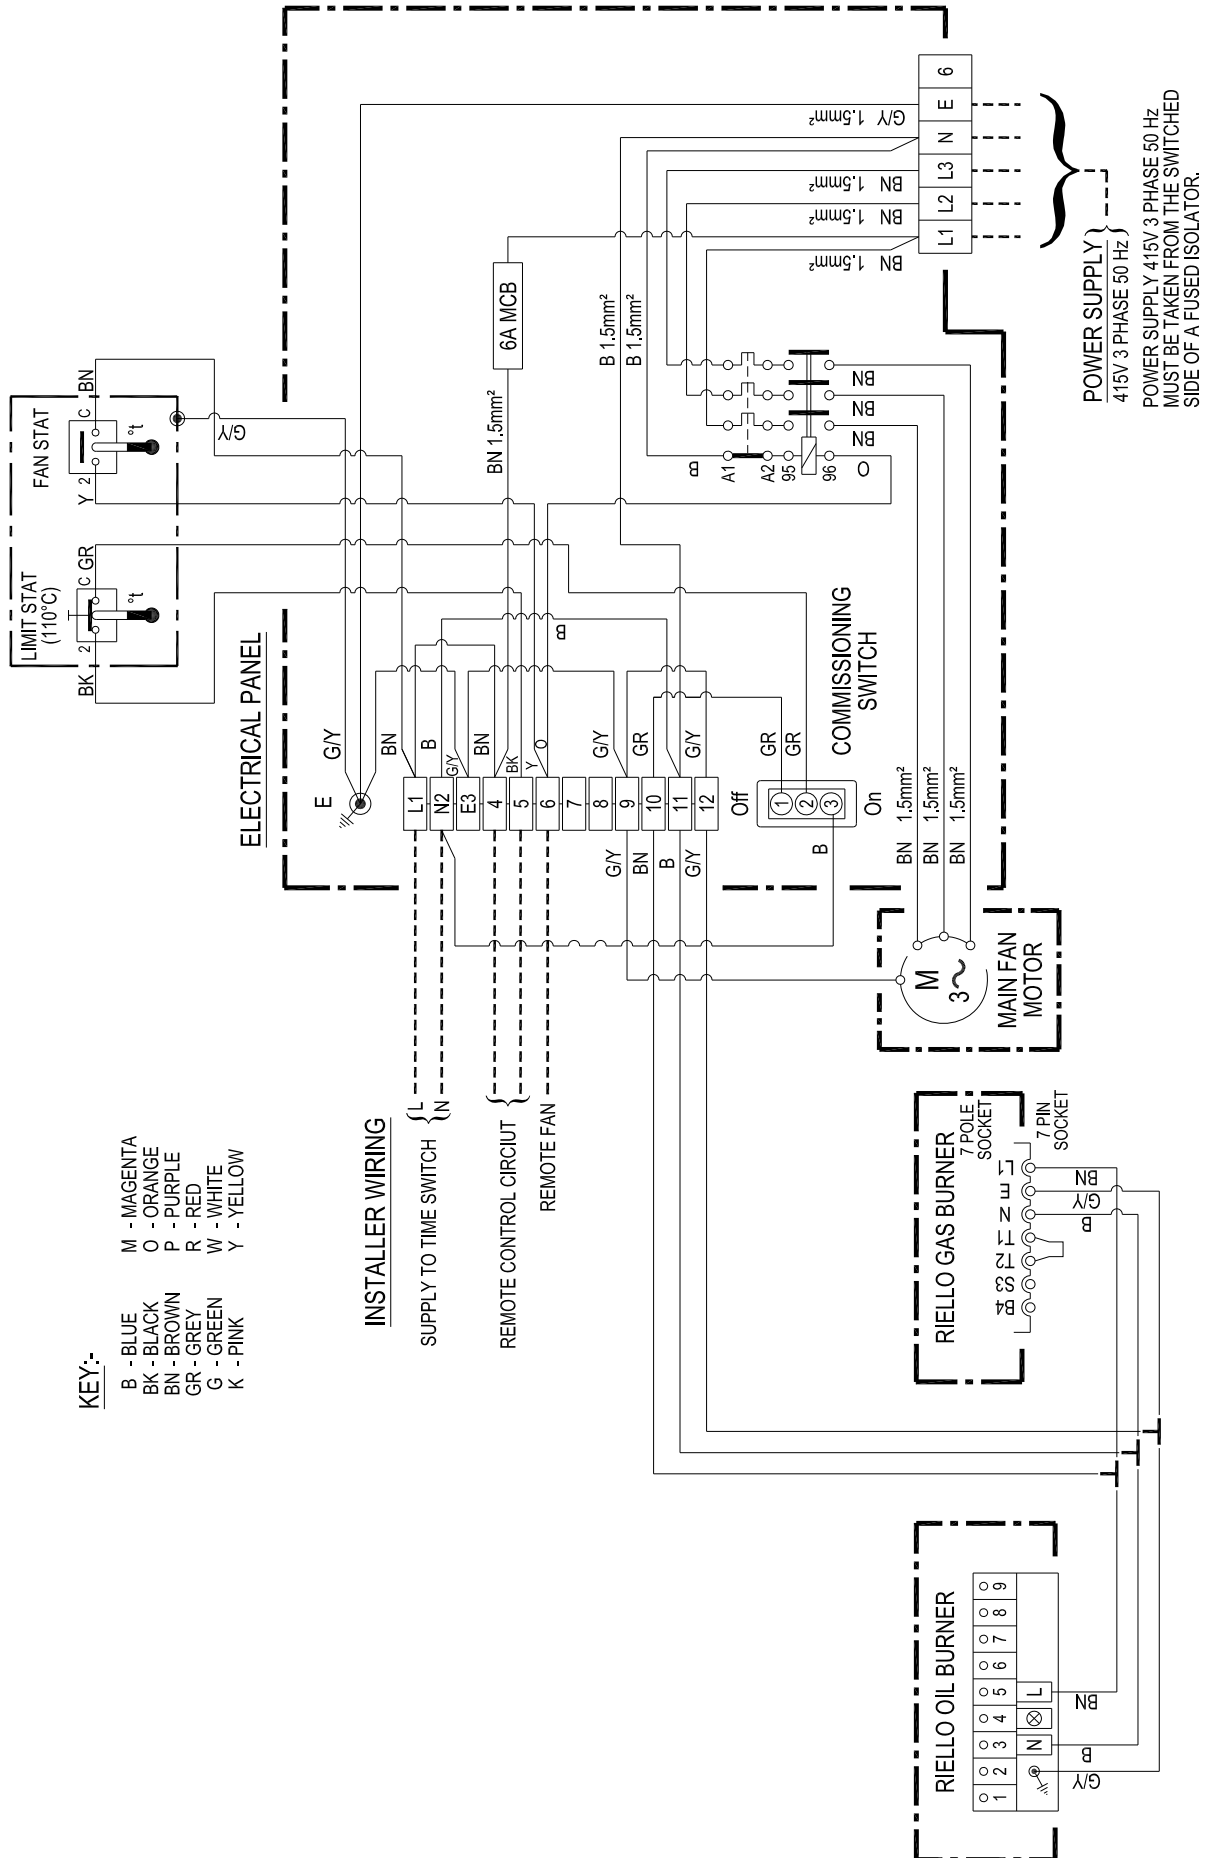 KEY:-
B - BLUE
BK - BLACK
BN - BROWN
GR - GREY
G - GREEN
K - PINK
M - MAGENTA
O - ORANGE
P - PURPLE
R - RED
W - WHITE
Y - YELLOW
LIMIT STAT
(110°C)
BK
2
C
GR
°t
FAN STAT
Y
2
C
BN
°t
G/Y
ELECTRICAL PANEL
E
G/Y
BN
B
G/Y
BN
BK
Y
O
G/Y
GR
G/Y
B
L1
N2
E3
4
5
6
7
8
9
10
11
12
G/Y
BN
B
G/Y
BN 1.5mm²
6A MCB
B 1.5mm²
B 1.5mm²
G/Y 1.5mm²
BN 1.5mm²
BN 1.5mm²
BN 1.5mm²
L1
L2
L3
N
E
6
POWER SUPPLY
415V 3 PHASE 50 Hz
POWER SUPPLY 415V 3 PHASE 50 Hz
MUST BE TAKEN FROM THE SWITCHED
SIDE OF A FUSED ISOLATOR.
B
A1
A2
95
96
O
BN
BN
BN
COMMISSIONING
SWITCH
GR
GR
Off
1
2
3
On
B
BN 1.5mm²
BN 1.5mm²
BN 1.5mm²
M
3~
MAIN FAN
MOTOR
INSTALLER WIRING
SUPPLY TO TIME SWITCH
L
N
REMOTE CONTROL CIRCIUT
REMOTE FAN
RIELLO GAS BURNER
7 POLE
SOCKET
7 PIN
SOCKET
B4
S3
T2
T1
N
E
L1
B
G/Y
BN
RIELLO OIL BURNER
1
2
3
4
5
6
7
8
9
N
L
G/Y
B
BN